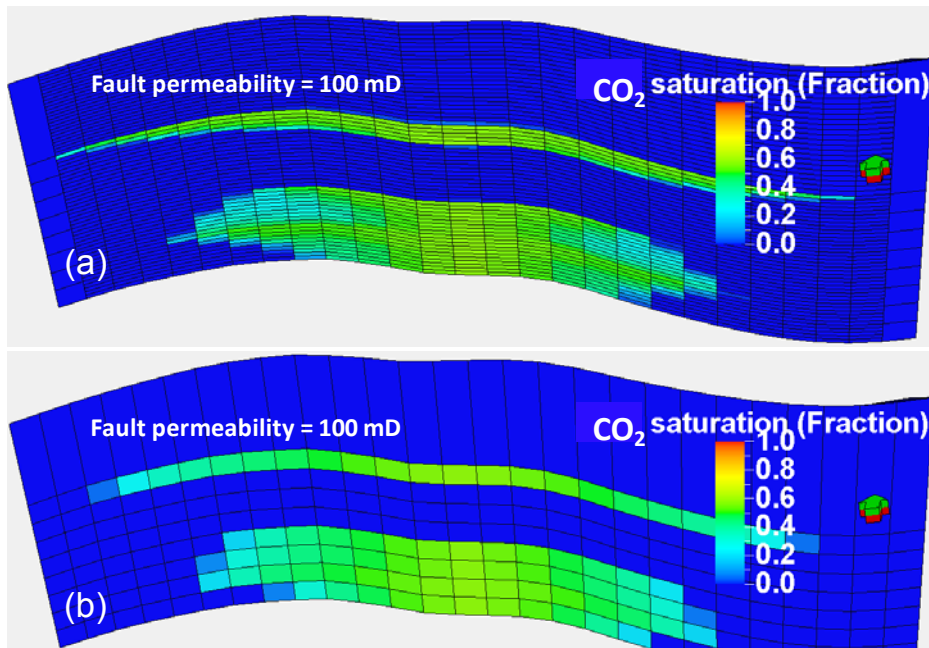 Fault permeability = 100 mD
CO₂ saturation (Fraction)
1.0
0.8
0.6
0.4
0.2
0.0
(a)
Fault permeability = 100 mD
CO₂ saturation (Fraction)
1.0
0.8
0.6
0.4
0.2
0.0
(b)